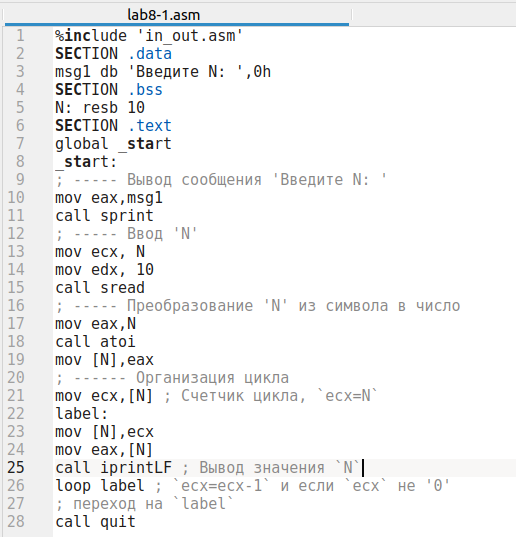 lab8-1.asm
1 %include 'in_out.asm'
2 SECTION .data
3 msg1 db 'Введите N: ',0h
4 SECTION .bss
5 N: resb 10
6 SECTION .text
7 global _start
8 _start:
9 ; ----- Вывод сообщения 'Введите N: '
10 mov eax,msg1
11 call sprint
12 ; ----- Ввод 'N'
13 mov ecx, N
14 mov edx, 10
15 call sread
16 ; ----- Преобразование 'N' из символа в число
17 mov eax,N
18 call atoi
19 mov [N],eax
20 ; ------ Организация цикла
21 mov ecx,[N] ; Счетчик цикла, `ecx=N`
22 label:
23 mov [N],ecx
24 mov eax,[N]
25 call iprintLF ; Вывод значения `N`
26 loop label ; `ecx=ecx-1` и если `ecx` не '0'
27 ; переход на `label`
28 call quit